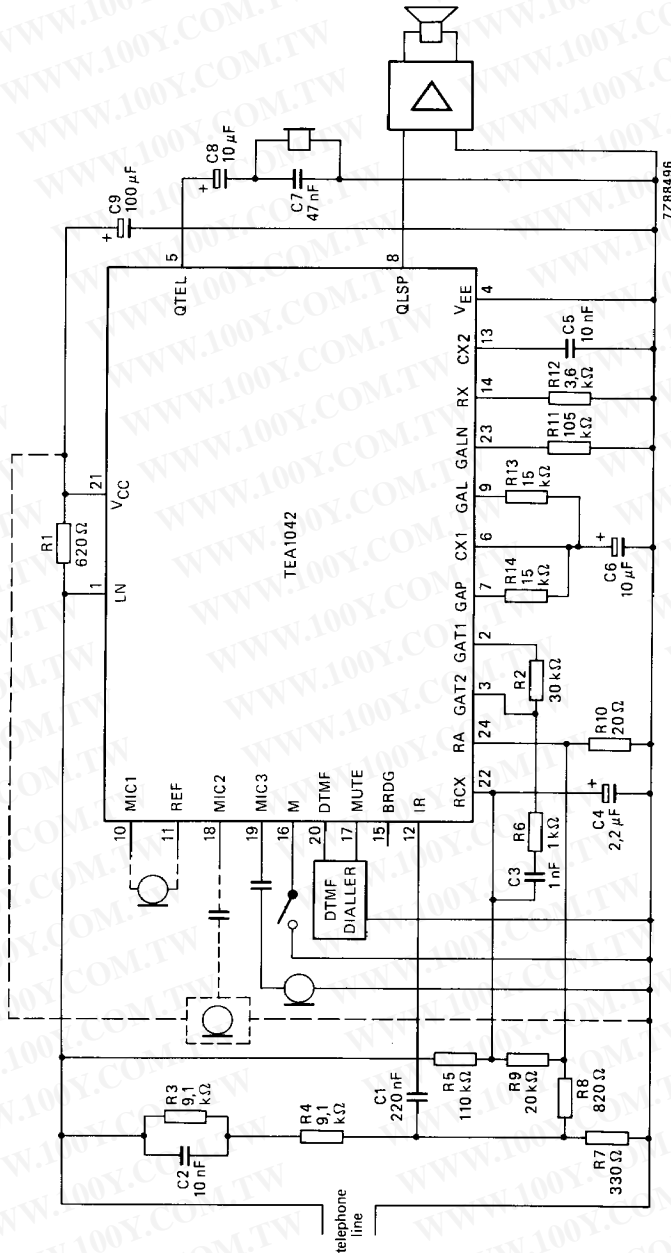 C9
100 μF
+
C8
10 μF
+
C7
47 nF
5
QTEL
8
QLSP
R1
620 Ω
1
LN
21
VCC
TEA1042
10
MIC1
11
REF
18
MIC2
19
MIC3
16
M
20
DTMF
17
MUTE
15
BRDG
12
IR
DTMF
DIALLER
VEE
4
CX2
13
RX
14
GALN
23
GAL
9
CX1
6
GAP
7
GAT1
2
GAT2
3
RA
24
RCX
22
C5
10 nF
R12
3,6
kΩ
R11
105
kΩ
R13
15
kΩ
R14
15
kΩ
C6
10 μF
+
R2
30 kΩ
R10
20 Ω
R6
1 kΩ
C3
1 nF
C4
2,2 μF
+
R5
110 kΩ
R9
20 kΩ
R8
820 Ω
R7
330 Ω
C1
220 nF
R4
9,1
kΩ
R3
9,1
kΩ
C2
10 nF
telephone
line
7Z88496
WWW.100Y.COM.TW